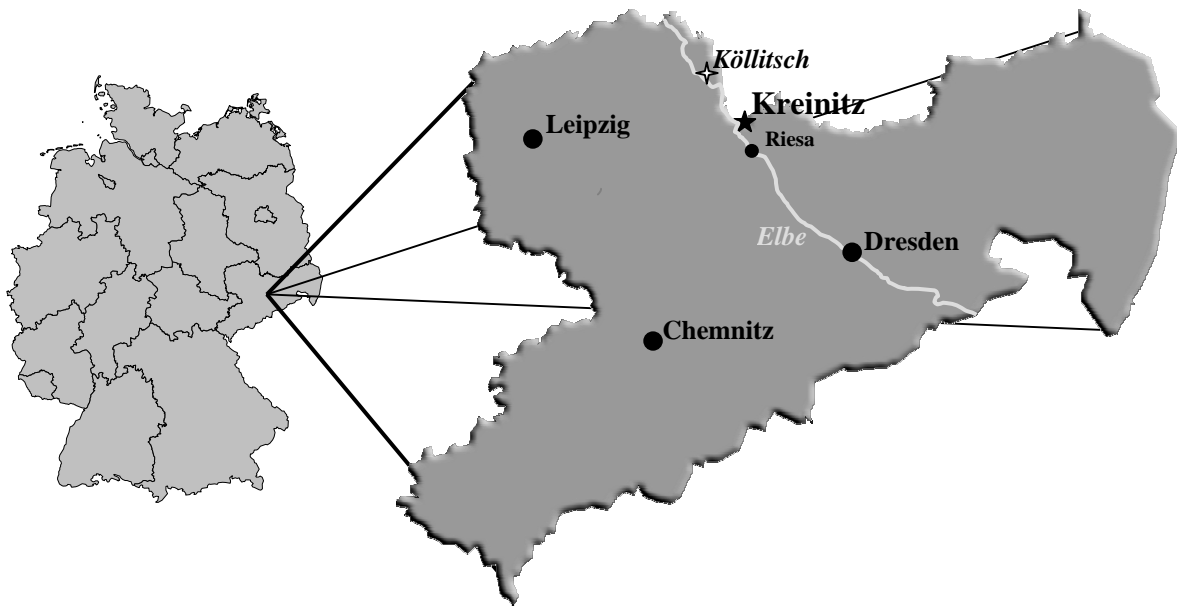 Köllitsch
Kreinitz
Leipzig
Riesa
Elbe
Dresden
Chemnitz